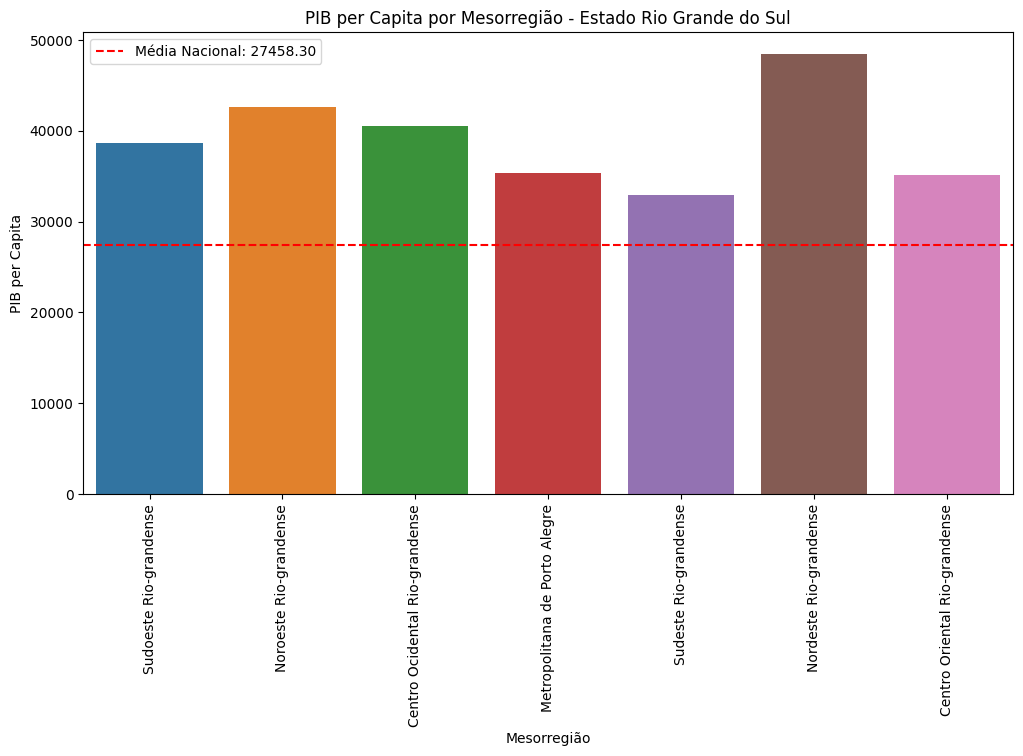 PIB per Capita por Mesorregião - Estado Rio Grande do Sul
Média Nacional: 27458.30
PIB per Capita
50000
40000
30000
20000
10000
0
Sudoeste Rio-grandense
Noroeste Rio-grandense
Centro Ocidental Rio-grandense
Metropolitana de Porto Alegre
Sudeste Rio-grandense
Nordeste Rio-grandense
Centro Oriental Rio-grandense
Mesorregião